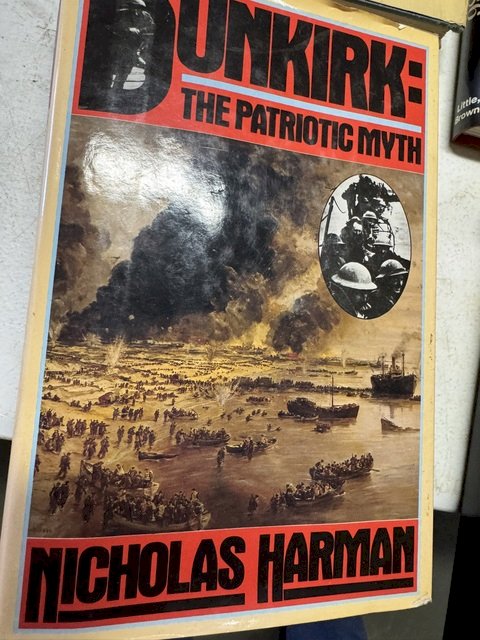 DUNKIRK:
THE PATRIOTIC MYTH
NICHOLAS HARMAN
Little,
Brown